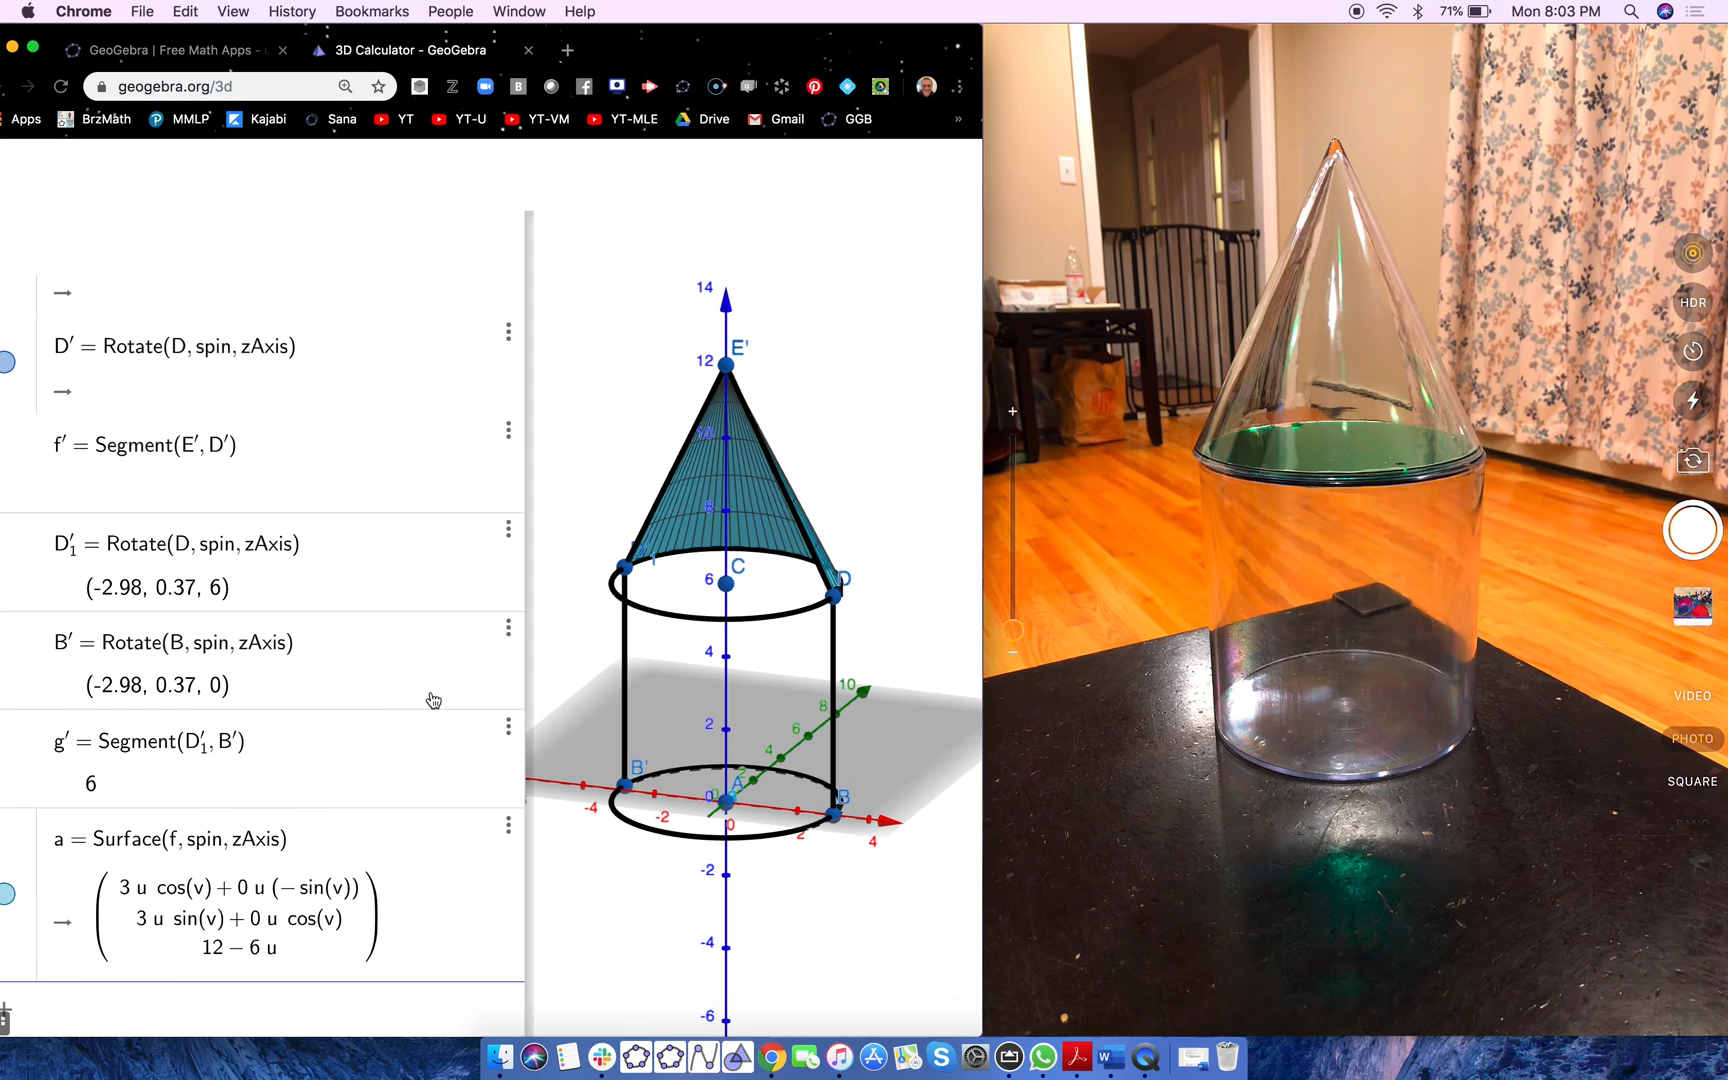 Chrome File Edit View History Bookmarks People Window Help 71% Mon 8:03 PM
GeoGebra | Free Math Apps - 3D Calculator - GeoGebra
geogebra.org/3d
Apps BrzMath MMLP Kajabi Sana YT YT-U YT-VM YT-MLE Drive Gmail GGB »
→
D′ = Rotate(D, spin, zAxis)
→
f′ = Segment(E′, D′)
D′₁ = Rotate(D, spin, zAxis)
(-2.98, 0.37, 6)
B′ = Rotate(B, spin, zAxis)
(-2.98, 0.37, 0)
g′ = Segment(D′₁, B′)
6
a = Surface(f, spin, zAxis)
3 u cos(v) + 0 u (− sin(v))
→ 3 u sin(v) + 0 u cos(v)
12 − 6 u
14
E'
12
10
8
C
6
D
4
10
8
2
6
4
B'
A
0
B
-4
-2
0
2
4
-2
-4
-6
HDR
VIDEO
PHOTO
SQUARE